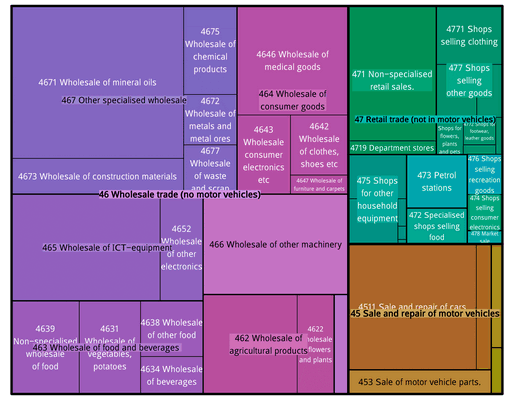 4671 Wholesale of mineral oils
467 Other specialised wholesale
4673 Wholesale of construction materials
4675
Wholesale of
chemical
products
4672
Wholesale of
metals and
metal ores
4677
Wholesale
of waste
and scrap
4646 Wholesale of
medical goods
464 Wholesale of
consumer goods
4643
Wholesale
consumer
electronics
etc
4642
Wholesale
of clothes,
shoes etc
4647 Wholesale of
furniture and carpets
46 Wholesale trade (no motor vehicles)
465 Wholesale of ICT-equipment
4652
Wholesale
of other
electronics
466 Wholesale of other machinery
4639
Non-specialised
wholesale
of food
4631
Wholesale of
vegetables,
potatoes
4638 Wholesale
of other food
463 Wholesale of food and beverages
4634 Wholesale
of beverages
462 Wholesale of
agricultural products
4622
flowers
and plants
471 Non-specialised
retail sales.
4719 Department stores
4771 Shops
selling clothing
477 Shops
selling
other goods
47 Retail trade (not in motor vehicles)
Shops for
flowers,
plants
and pets
footwear,
leather goods
475
Shops
for other
household
equipment
473 Petrol
stations
472 Specialised
shops selling
food
476 Shops
selling
recreation
goods
474 Shops
selling
consumer
electronics
478 Market
sale
4511 Sale and repair of cars
45 Sale and repair of motor vehicles
453 Sale of motor vehicle parts.